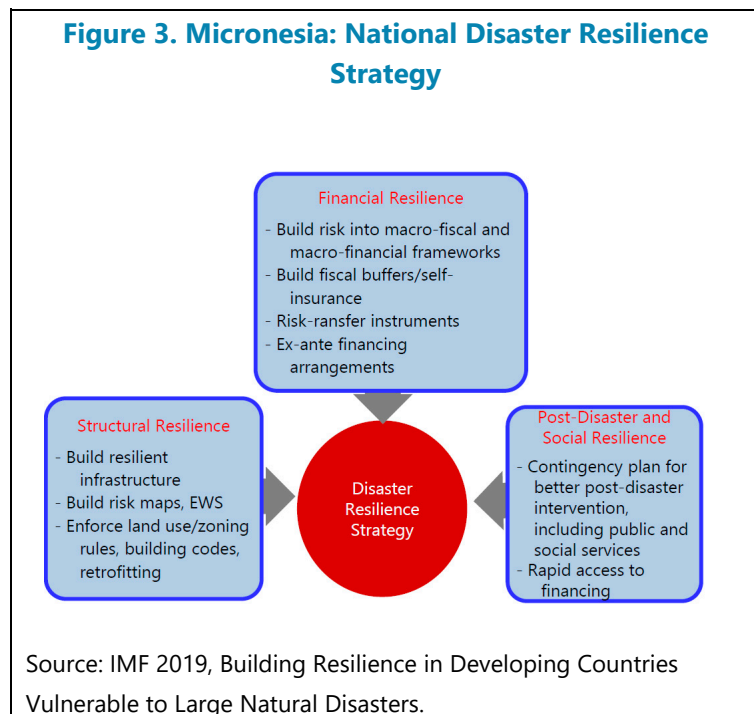 Figure 3. Micronesia: National Disaster Resilience
Strategy
Financial Resilience
- Build risk into macro-fiscal and
macro-financial frameworks
- Build fiscal buffers/self-
insurance
- Risk-ransfer instruments
- Ex-ante financing
arrangements
Structural Resilience
- Build resilient
infrastructure
- Build risk maps, EWS
- Enforce land use/zoning
rules, building codes,
retrofitting
Disaster
Resilience
Strategy
Post-Disaster and
Social Resilience
- Contingency plan for
better post-disaster
intervention,
including public and
social services
- Rapid access to
financing
Source: IMF 2019, Building Resilience in Developing Countries
Vulnerable to Large Natural Disasters.